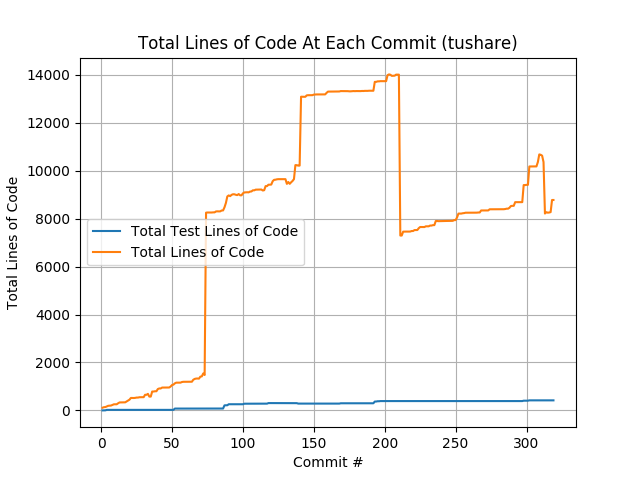 Total Lines of Code At Each Commit (tushare)
Total Lines of Code
14000
12000
10000
8000
6000
4000
2000
0
Total Test Lines of Code
Total Lines of Code
0 50 100 150 200 250 300
Commit #